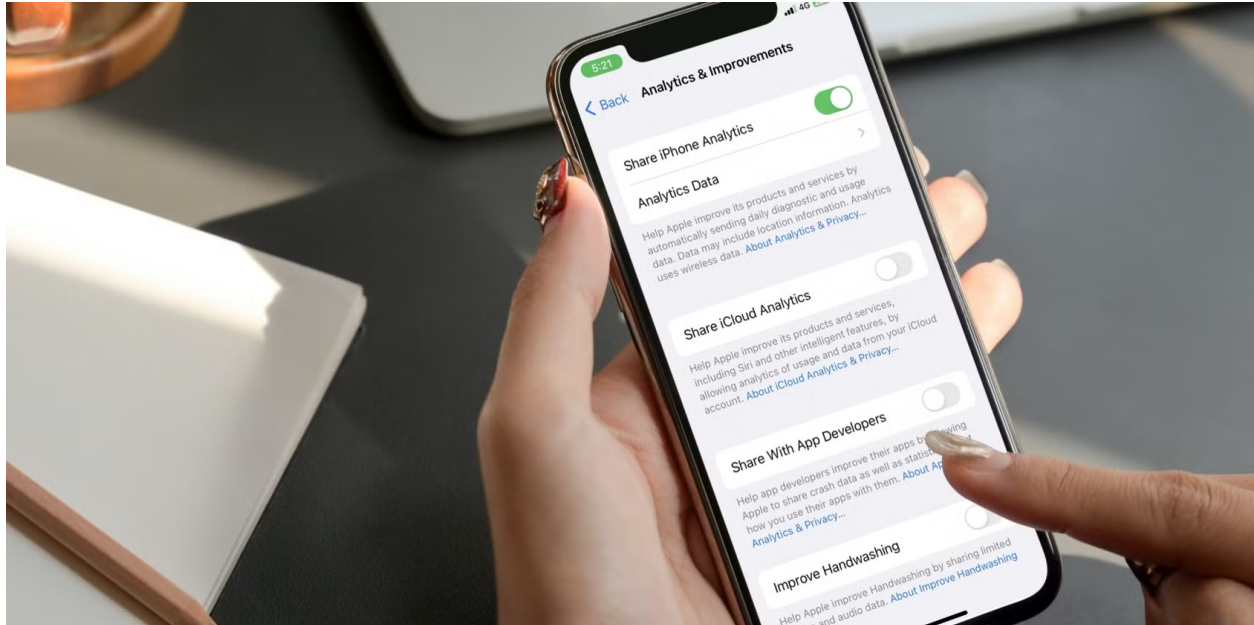 4G
5:21
Back
Analytics & Improvements
Share iPhone Analytics
Analytics Data
Help Apple improve its products and services by
automatically sending daily diagnostic and usage
data. Data may include location information. Analytics
uses wireless data. About Analytics & Privacy...
Share iCloud Analytics
Help Apple improve its products and services,
including Siri and other intelligent features, by
allowing analytics of usage and data from your iCloud
account. About iCloud Analytics & Privacy...
Share With App Developers
Help app developers improve their apps by
Apple to share crash data as well as
how you use their apps with them. About
Analytics & Privacy...
Improve Handwashing
Help Apple improve Handwashing by sharing limited
and audio data. About Improve Handwashing